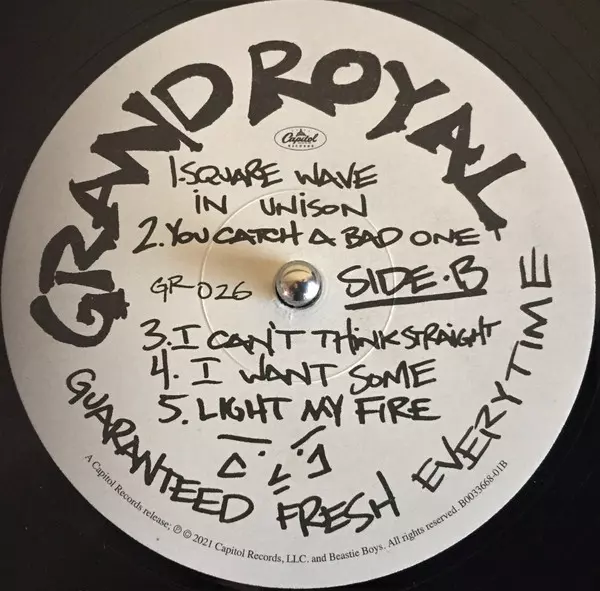 GRAND ROYAL
Capitol
RECORDS
1. SQUARE WAVE
IN UNISON
2. YOU CATCH A BAD ONE
GR-026
SIDE.B
3. I CAN'T THINK STRAIGHT
4. I WANT SOME
5. LIGHT MY FIRE
GUARANTEED FRESH EVERYTIME
A Capitol Records release; ℗ © 2021 Capitol Records, LLC. and Beastie Boys. All rights reserved. B0033668-01B